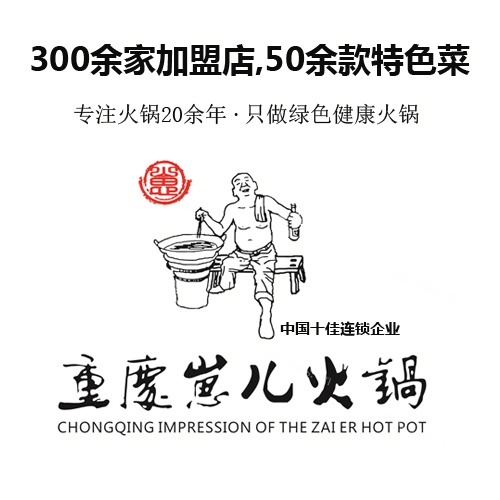 300余家加盟店,50余款特色菜
专注火锅20余年·只做绿色健康火锅
崽
中国十佳连锁企业
重慶崽儿火鍋
CHONGQING IMPRESSION OF THE ZAI ER HOT POT